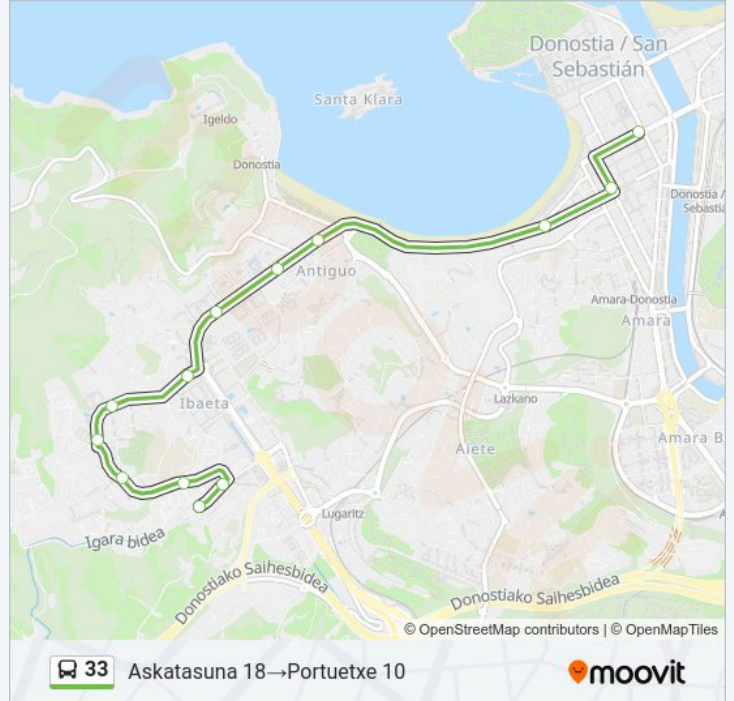 Donostia / San
Sebastián
Santa Klara
Igeldo
Donostia
Donostia /
Sebastia
Antiguo
Amara-Donostia
Amara
Ibaeta
Lazkano
Aiete
Amara B
Lugaritz
A
Igara bidea
Donostiako Saihesbidea
Donostiako Saihesbidea
© OpenStreetMap contributors | © OpenMapTiles
33 Askatasuna 18→Portuetxe 10 moovit